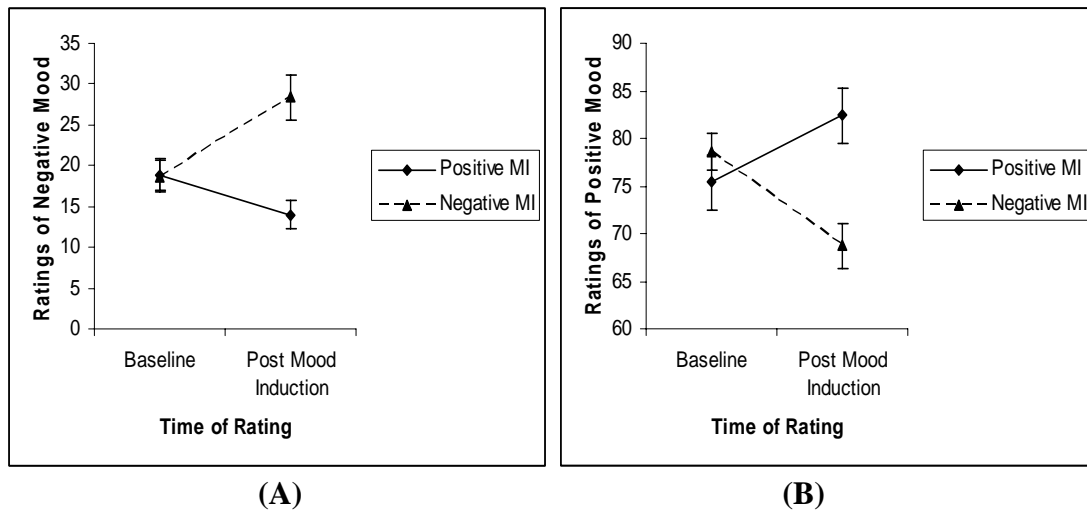 Ratings of Negative Mood
35
30
25
20
15
10
5
0
Baseline
Post Mood
Induction
Time of Rating
Positive MI
Negative MI
(A)
Ratings of Positive Mood
90
85
80
75
70
65
60
Baseline
Post Mood
Induction
Time of Rating
Positive MI
Negative MI
(B)